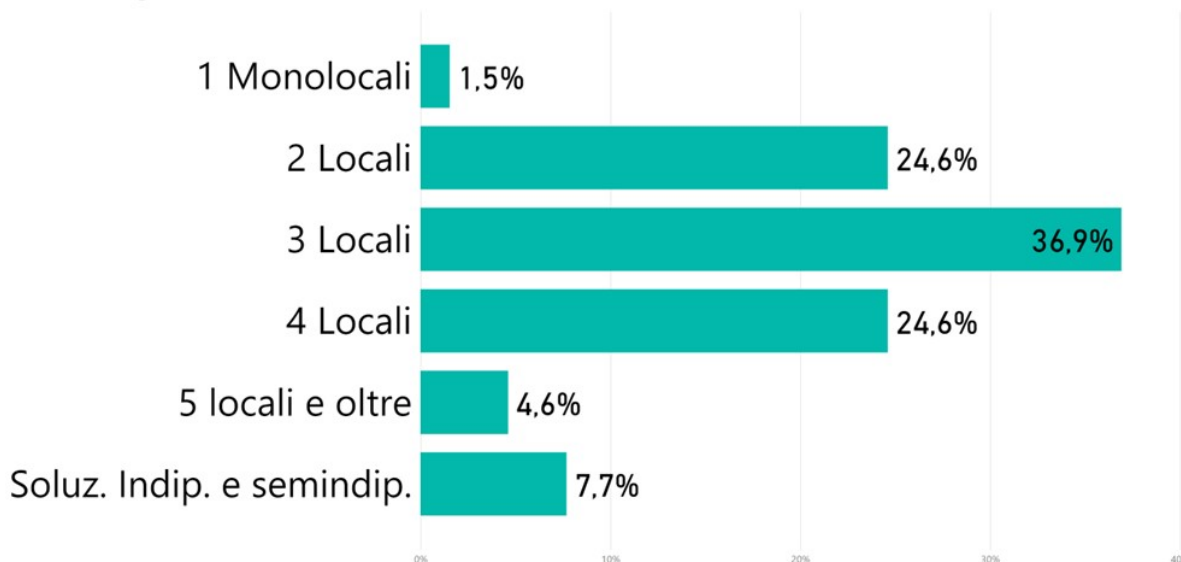 1 Monolocali 1,5%
2 Locali 24,6%
3 Locali 36,9%
4 Locali 24,6%
5 locali e oltre 4,6%
Soluz. Indip. e semindip. 7,7%
0% 10% 20% 30%